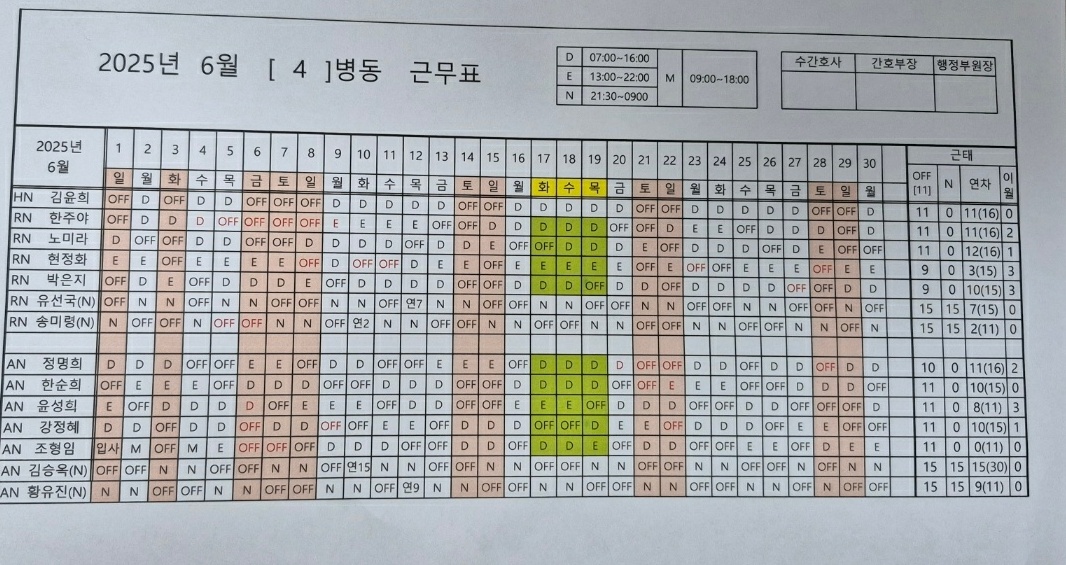 2025년 6월 [ 4 ]병동 근무표
D 07:00~16:00
E 13:00~22:00 M 09:00~18:00
N 21:30~0900
수간호사 간호부장 행정부원장
2025년 6월 1 2 3 4 5 6 7 8 9 10 11 12 13 14 15 16 17 18 19 20 21 22 23 24 25 26 27 28 29 30 근태
일 월 화 수 목 금 토 일 월 화 수 목 금 토 일 월 화 수 목 금 토 일 월 화 수 목 금 토 일 월 OFF [11] N 연차 이월
HN 김윤희 OFF D OFF D D OFF OFF OFF D D D D D OFF OFF D D D D D OFF OFF D D D D D OFF OFF D 11 0 11(16) 0
RN 한주야 OFF D D D OFF OFF OFF OFF E E E E OFF OFF D D D D D OFF OFF D E E OFF OFF D D OFF D 11 0 11(16) 2
RN 노미라 D OFF OFF D D OFF OFF D D D D OFF D D E OFF OFF D D D E OFF OFF D D OFF D E OFF OFF 11 0 12(16) 1
RN 현정화 E E OFF E E E E OFF D OFF OFF D E E OFF E E E E E OFF E OFF OFF E E E OFF E E 9 0 3(15) 3
RN 박은지 OFF D E OFF D D E OFF D D D D D OFF OFF D D D OFF D D OFF D D D D OFF OFF D D 9 0 10(15) 3
RN 유선국(N) OFF N N OFF N N OFF OFF N N OFF 연7 OFF N OFF OFF N N OFF OFF N N OFF OFF N N OFF OFF N OFF 15 15 7(15) 0
RN 송미령(N) N OFF OFF N OFF OFF N N OFF 연2 N N OFF OFF N N OFF OFF N N OFF OFF N N OFF OFF N N OFF N 15 15 2(11) 0
AN 정명희 D D D OFF OFF E E OFF D D OFF OFF E E E OFF D D D D OFF OFF OFF D D D D OFF D D 10 0 11(16) 2
AN 한순희 OFF E E E OFF D D D OFF OFF D D D OFF OFF D D D D OFF OFF E E E OFF OFF D D D OFF 11 0 10(15) 0
AN 윤성희 E OFF D D D D OFF E E E OFF D D OFF OFF E E E OFF D D D OFF OFF E E E OFF OFF D 11 0 8(11) 3
AN 강정혜 D D OFF D D OFF D D OFF OFF E E OFF D D D OFF OFF D E E OFF D D OFF D D E OFF OFF 11 0 10(15) 1
AN 조형임 입사 M OFF M E OFF OFF OFF D D D OFF OFF D D OFF D D E OFF D D D OFF D OFF OFF D E E 11 0 0(11) 0
AN 김승옥(N) OFF OFF N N OFF OFF N N OFF 연15 N N OFF OFF N N OFF OFF N N OFF OFF N N OFF OFF N OFF N N 15 15 15(30) 0
AN 황유진(N) N N OFF OFF N N OFF OFF N N OFF 연9 N N OFF OFF N N OFF OFF N N OFF OFF N N OFF N OFF OFF 15 15 9(11) 0